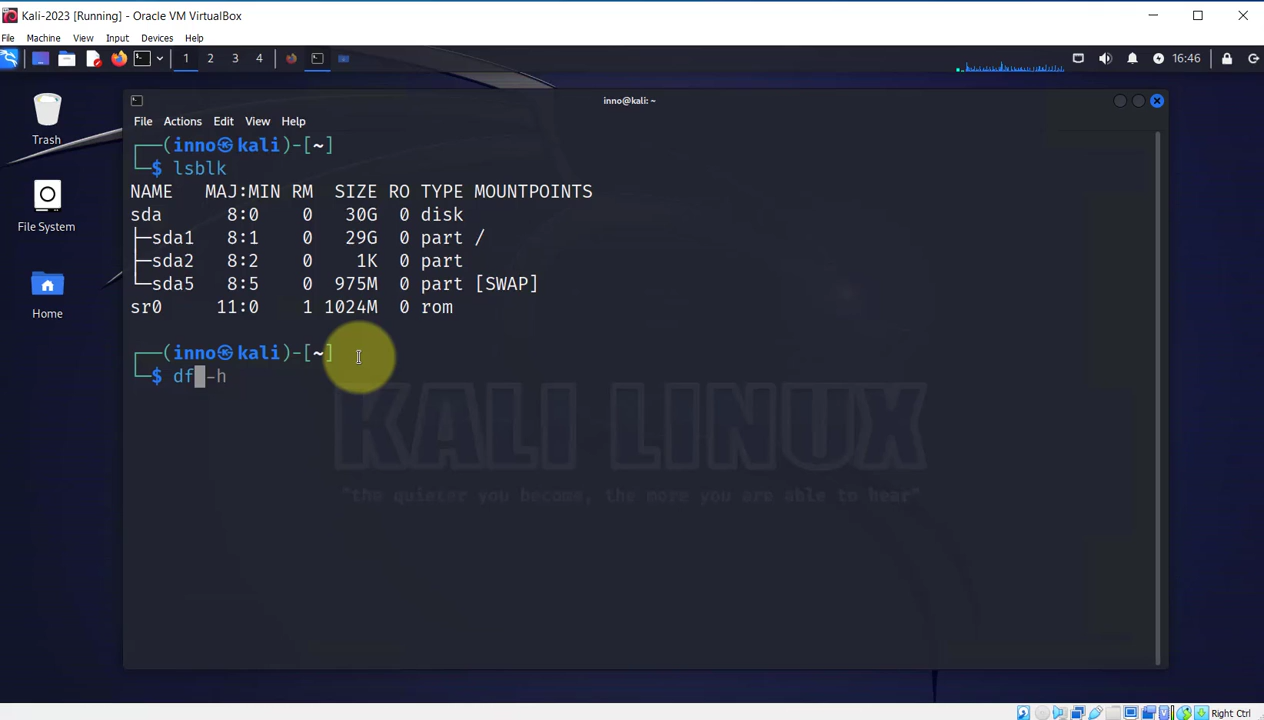 Kali-2023 [Running] - Oracle VM VirtualBox
File Machine View Input Devices Help
1 2 3 4 16:46
inno@kali: ~
File Actions Edit View Help
┌──(inno㉿kali)-[~]
└─$ lsblk
NAME MAJ:MIN RM SIZE RO TYPE MOUNTPOINTS
sda 8:0 0 30G 0 disk
├─sda1 8:1 0 29G 0 part /
├─sda2 8:2 0 1K 0 part
└─sda5 8:5 0 975M 0 part [SWAP]
sr0 11:0 1 1024M 0 rom
┌──(inno㉿kali)-[~]
└─$ df -h
Trash
File System
Home
KALI LINUX
"the quieter you become, the more you are able to hear"
Right Ctrl